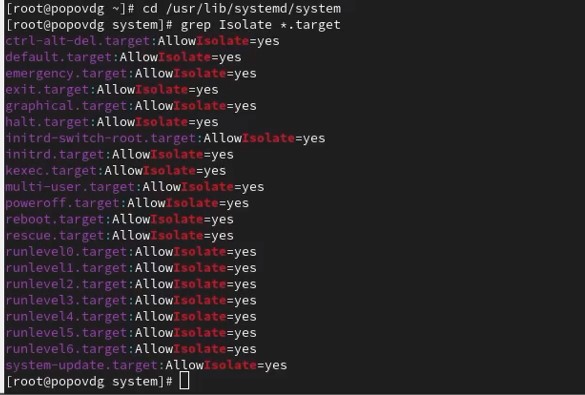 [root@popovdg ~]# cd /usr/lib/systemd/system
[root@popovdg system]# grep Isolate *.target
ctrl-alt-del.target:AllowIsolate=yes
default.target:AllowIsolate=yes
emergency.target:AllowIsolate=yes
exit.target:AllowIsolate=yes
graphical.target:AllowIsolate=yes
halt.target:AllowIsolate=yes
initrd-switch-root.target:AllowIsolate=yes
initrd.target:AllowIsolate=yes
kexec.target:AllowIsolate=yes
multi-user.target:AllowIsolate=yes
poweroff.target:AllowIsolate=yes
reboot.target:AllowIsolate=yes
rescue.target:AllowIsolate=yes
runlevel0.target:AllowIsolate=yes
runlevel1.target:AllowIsolate=yes
runlevel2.target:AllowIsolate=yes
runlevel3.target:AllowIsolate=yes
runlevel4.target:AllowIsolate=yes
runlevel5.target:AllowIsolate=yes
runlevel6.target:AllowIsolate=yes
system-update.target:AllowIsolate=yes
[root@popovdg system]#